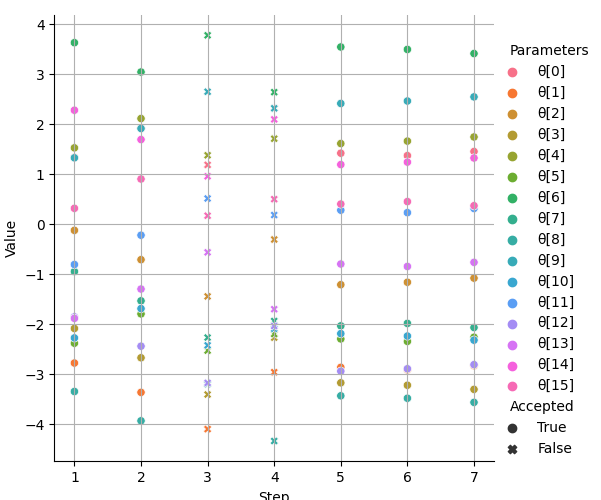 4
3
2
1
0
−1
−2
−3
−4
Value
1 2 3 4 5 6 7
Step
Parameters
θ[0]
θ[1]
θ[2]
θ[3]
θ[4]
θ[5]
θ[6]
θ[7]
θ[8]
θ[9]
θ[10]
θ[11]
θ[12]
θ[13]
θ[14]
θ[15]
Accepted
True
False